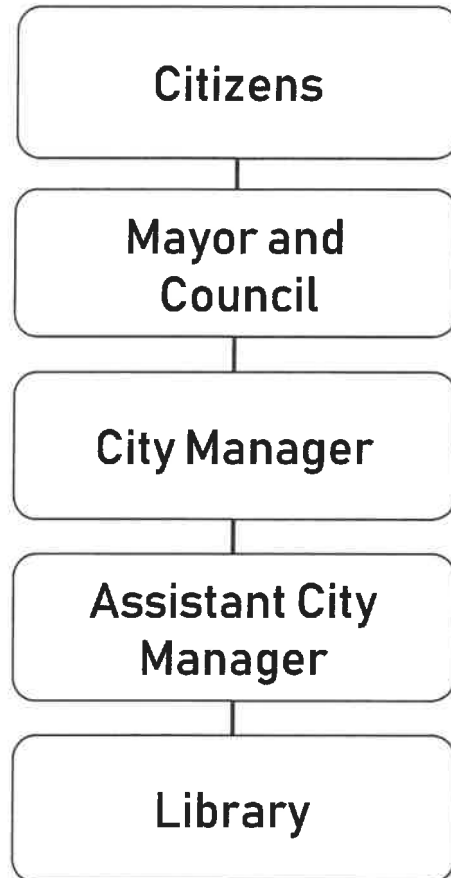 Citizens
Mayor and
Council
City Manager
Assistant City
Manager
Library